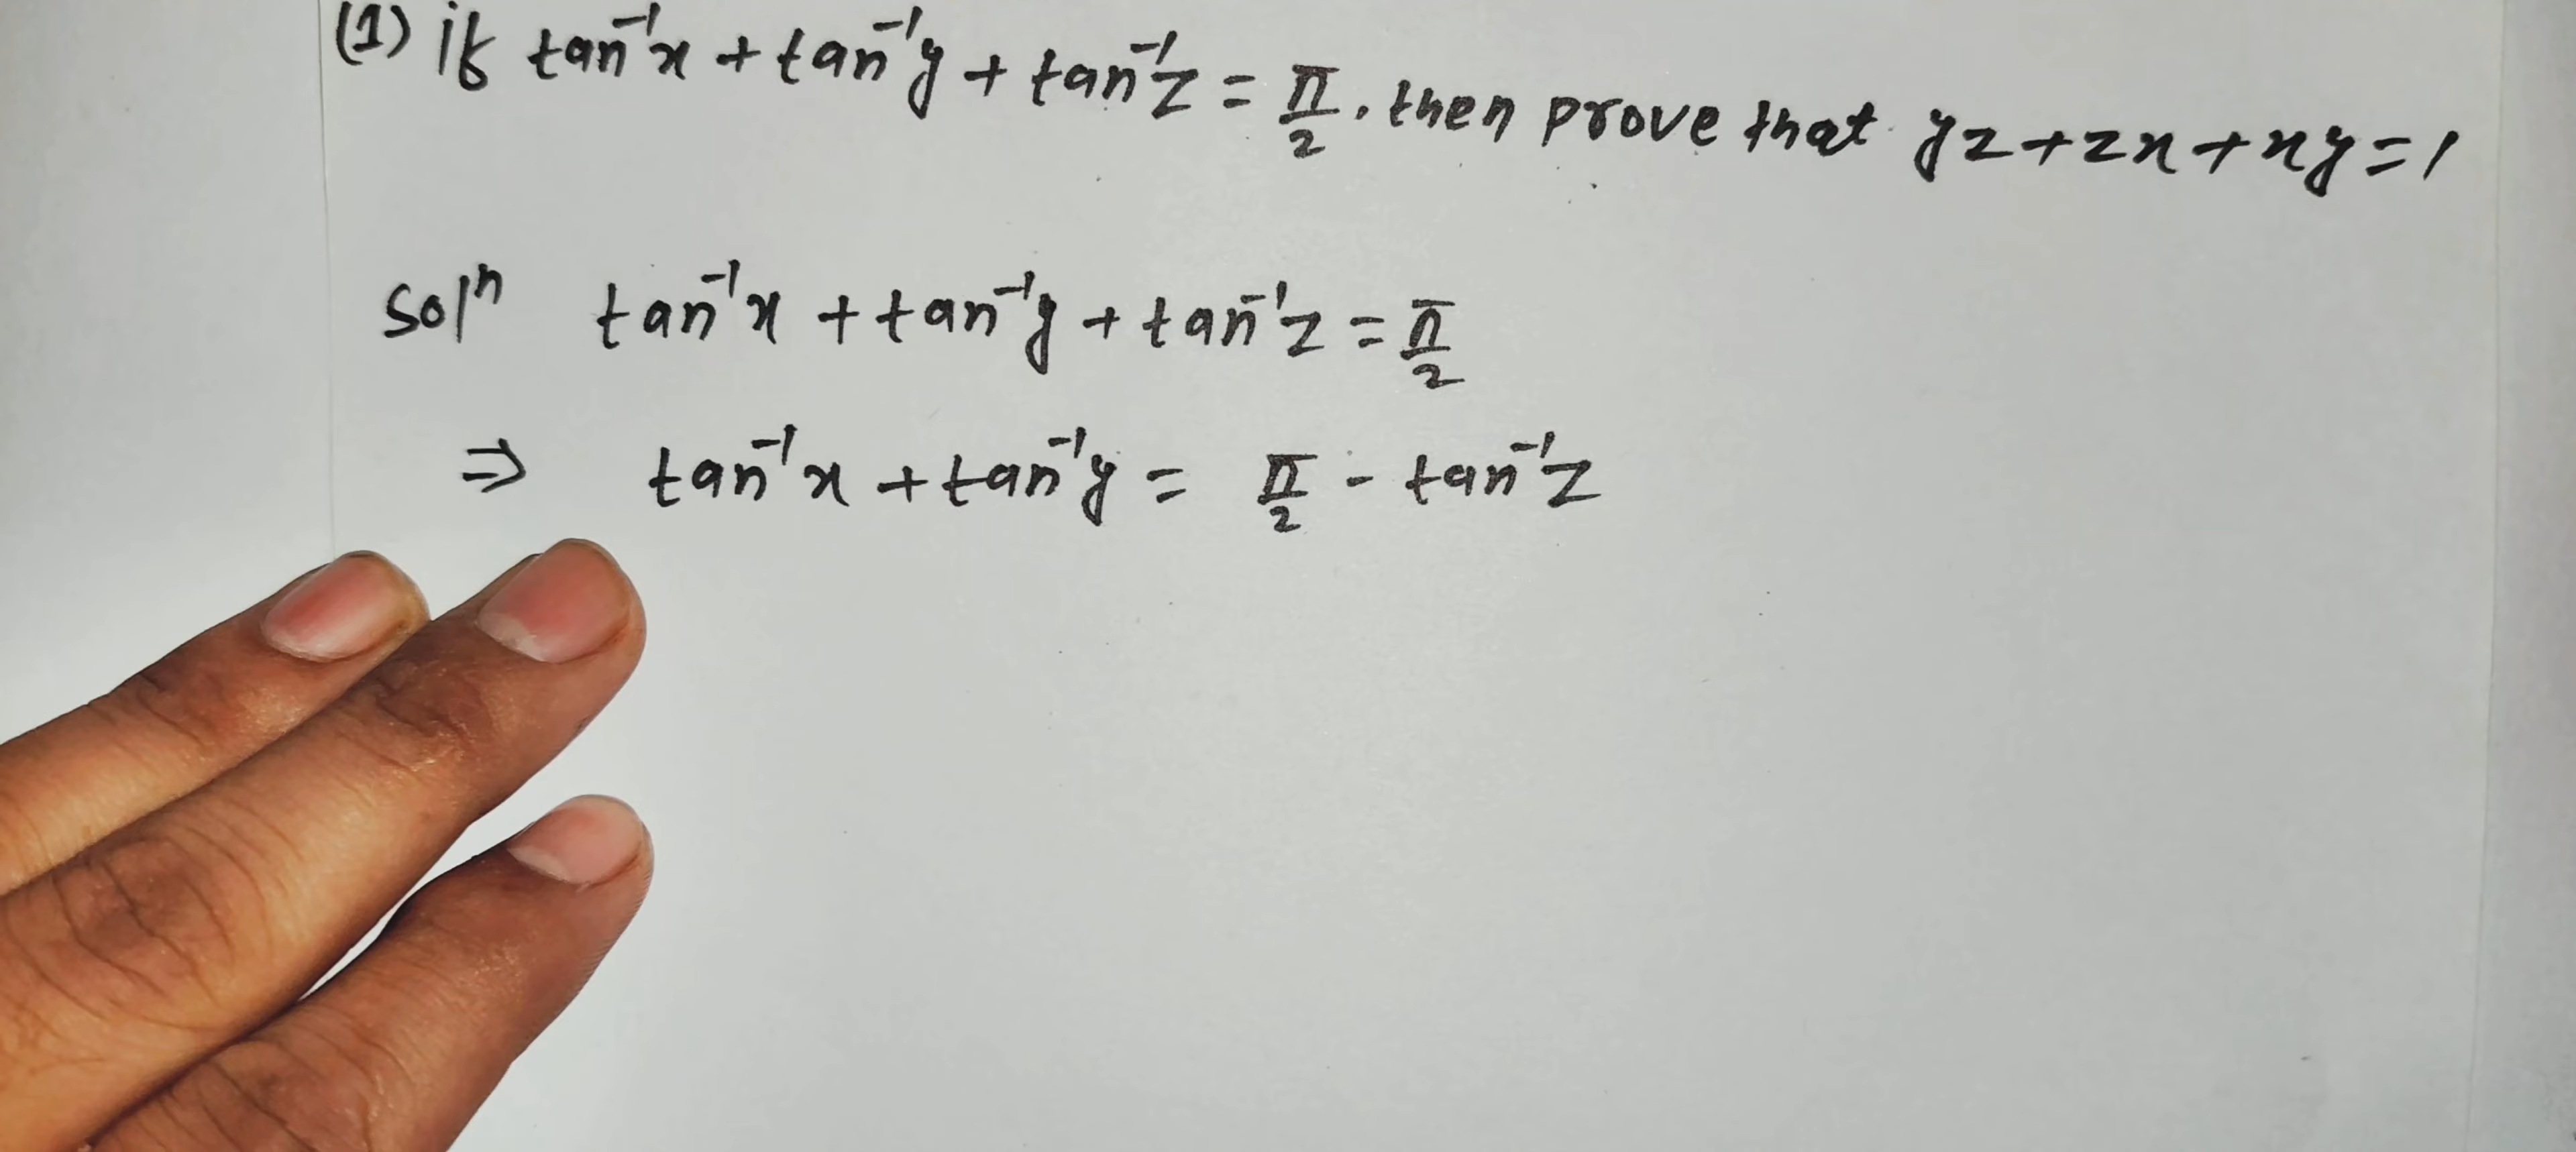 (1) if tan⁻¹x + tan⁻¹y + tan⁻¹z = π/2, then prove that yz + zx + xy = 1
Solⁿ tan⁻¹x + tan⁻¹y + tan⁻¹z = π/2
⇒ tan⁻¹x + tan⁻¹y = π/2 - tan⁻¹z